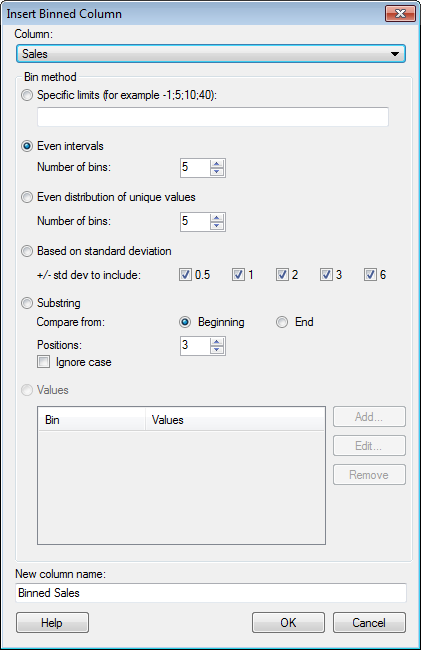 Insert Binned Column
Column:
Sales
Bin method
Specific limits (for example -1;5;10;40):
Even intervals
Number of bins: 5
Even distribution of unique values
Number of bins: 5
Based on standard deviation
+/- std dev to include: 0.5 1 2 3 6
Substring
Compare from: Beginning End
Positions: 3
Ignore case
Values
Bin Values Add...
Edit...
Remove
New column name:
Binned Sales
Help OK Cancel